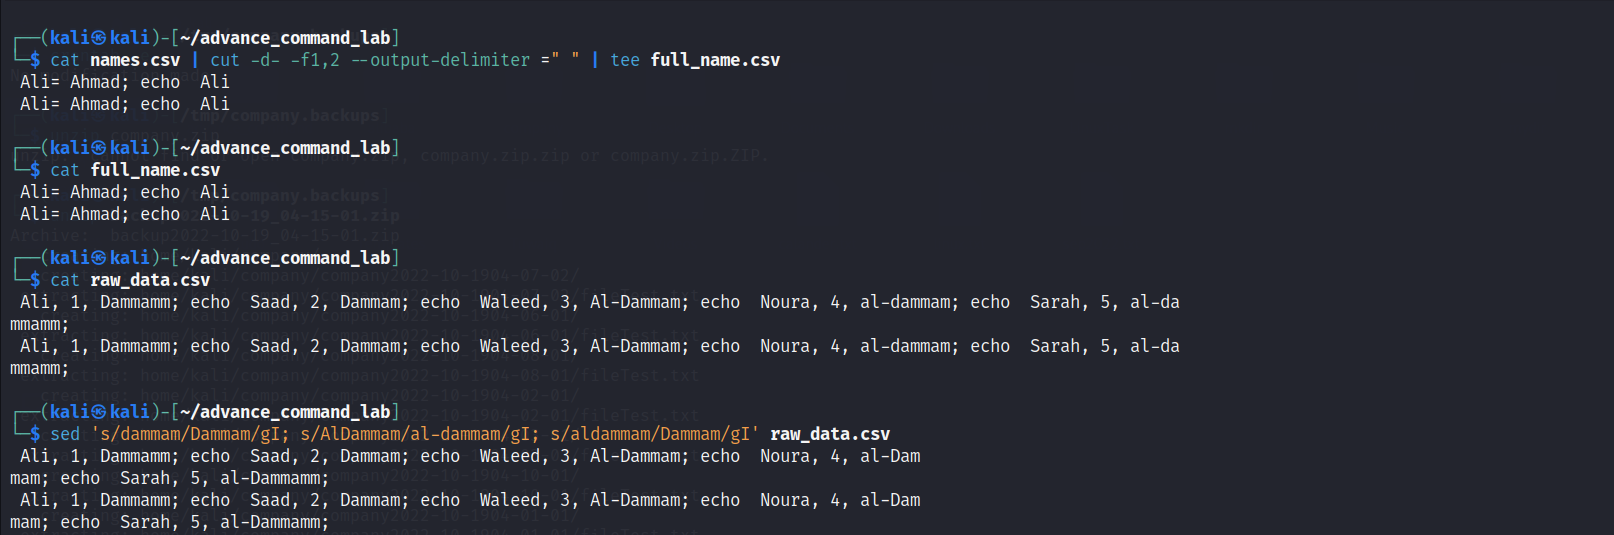 ┌──(kali㉿kali)-[~/advance_command_lab]
└─$ cat names.csv | cut -d- -f1,2 --output-delimiter =" " | tee full_name.csv
 Ali= Ahmad; echo  Ali
 Ali= Ahmad; echo  Ali
┌──(kali㉿kali)-[~/advance_command_lab]
└─$ cat full_name.csv
 Ali= Ahmad; echo  Ali
 Ali= Ahmad; echo  Ali
┌──(kali㉿kali)-[~/advance_command_lab]
└─$ cat raw_data.csv
 Ali, 1, Dammamm; echo  Saad, 2, Dammam; echo  Waleed, 3, Al-Dammam; echo  Noura, 4, al-dammam; echo  Sarah, 5, al-da
mmamm;
 Ali, 1, Dammamm; echo  Saad, 2, Dammam; echo  Waleed, 3, Al-Dammam; echo  Noura, 4, al-dammam; echo  Sarah, 5, al-da
mmamm;
┌──(kali㉿kali)-[~/advance_command_lab]
└─$ sed 's/dammam/Dammam/gI; s/AlDammam/al-dammam/gI; s/aldammam/Dammam/gI' raw_data.csv
 Ali, 1, Dammamm; echo  Saad, 2, Dammam; echo  Waleed, 3, Al-Dammam; echo  Noura, 4, al-Dam
mam; echo  Sarah, 5, al-Dammamm;
 Ali, 1, Dammamm; echo  Saad, 2, Dammam; echo  Waleed, 3, Al-Dammam; echo  Noura, 4, al-Dam
mam; echo  Sarah, 5, al-Dammamm;